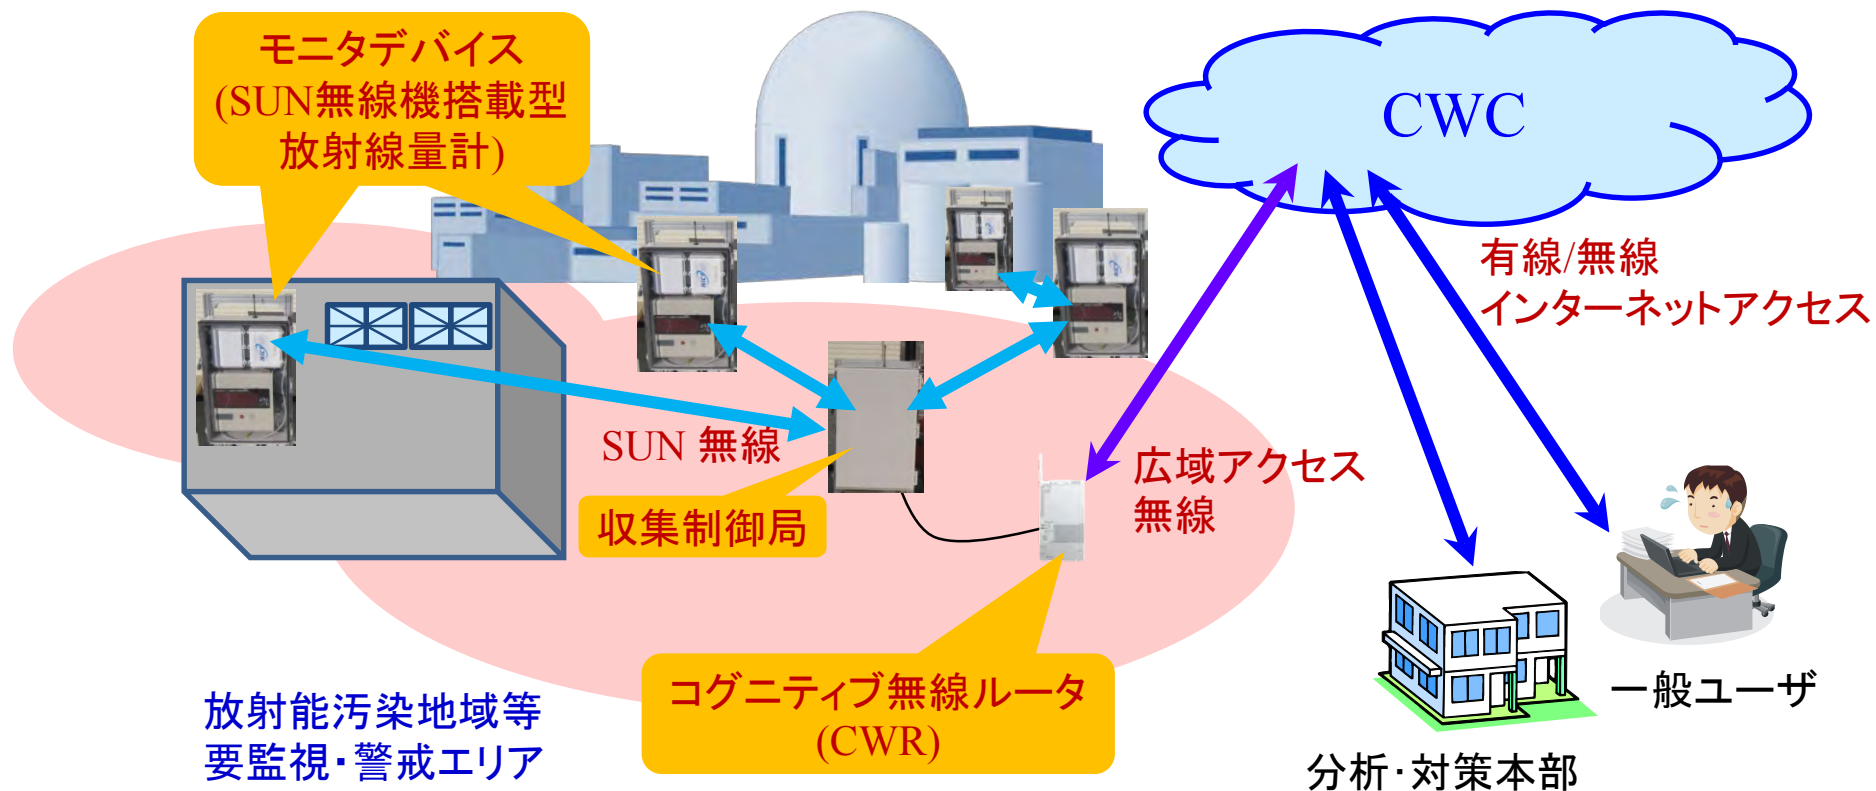 モニタデバイス
(SUN無線機搭載型
放射線量計)
CWC
有線/無線
インターネットアクセス
SUN 無線
広域アクセス
無線
収集制御局
コグニティブ無線ルータ
(CWR)
放射能汚染地域等
要監視・警戒エリア
一般ユーザ
分析・対策本部